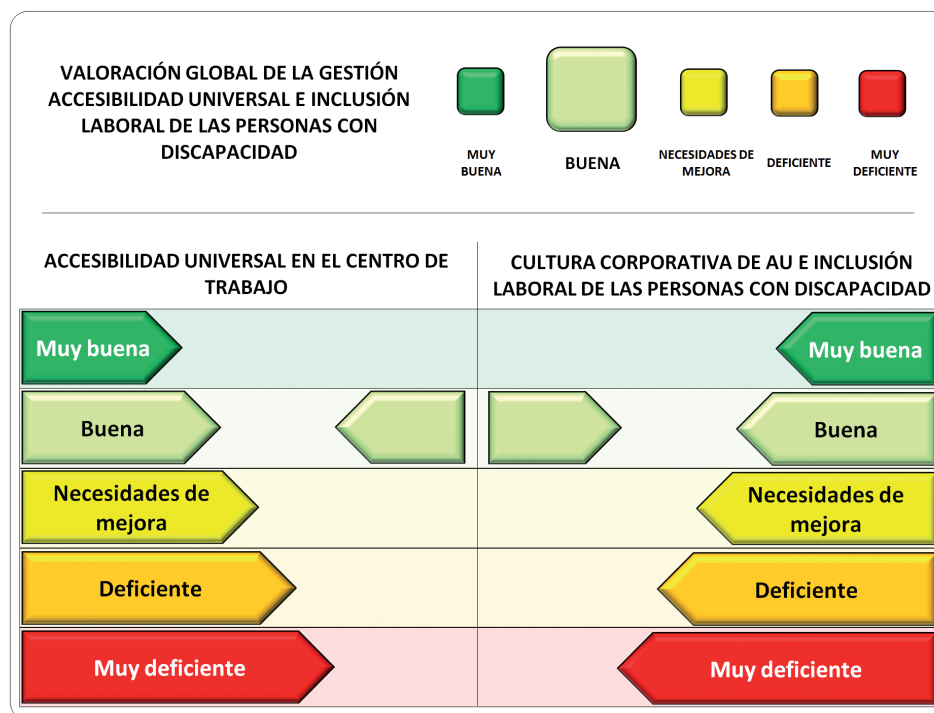 VALORACIÓN GLOBAL DE LA GESTIÓN
ACCESIBILIDAD UNIVERSAL E INCLUSIÓN
LABORAL DE LAS PERSONAS CON
DISCAPACIDAD
MUY
BUENA
BUENA
NECESIDADES DE
MEJORA
DEFICIENTE
MUY
DEFICIENTE
ACCESIBILIDAD UNIVERSAL EN EL CENTRO DE
TRABAJO
CULTURA CORPORATIVA DE AU E INCLUSIÓN
LABORAL DE LAS PERSONAS CON DISCAPACIDAD
Muy buena
Muy buena
Buena
Buena
Necesidades de
mejora
Necesidades de
mejora
Deficiente
Deficiente
Muy deficiente
Muy deficiente